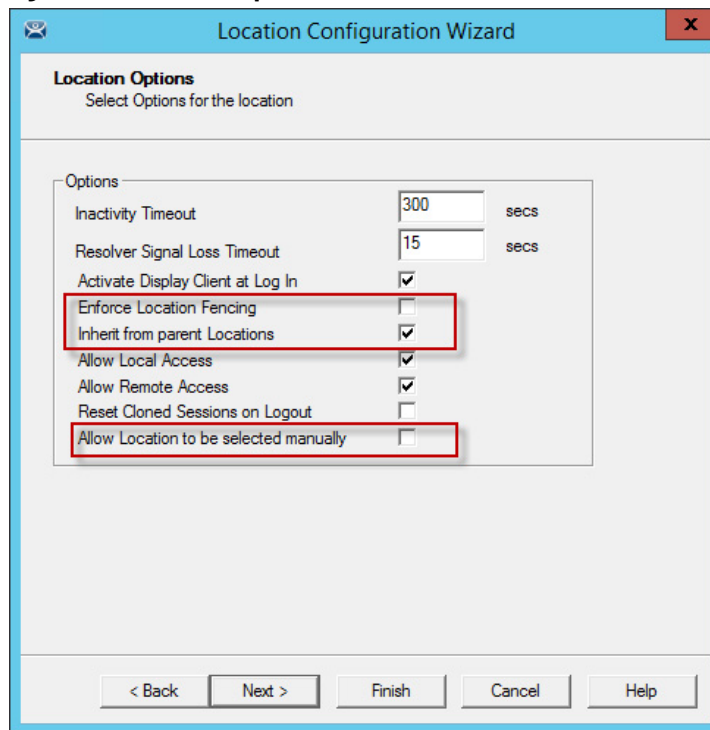 Location Configuration Wizard
x
Location Options
Select Options for the location
Options
Inactivity Timeout 300 secs
Resolver Signal Loss Timeout 15 secs
Activate Display Client at Log In
Enforce Location Fencing
Inherit from parent Locations
Allow Local Access
Allow Remote Access
Reset Cloned Sessions on Logout
Allow Location to be selected manually
< Back Next > Finish Cancel Help